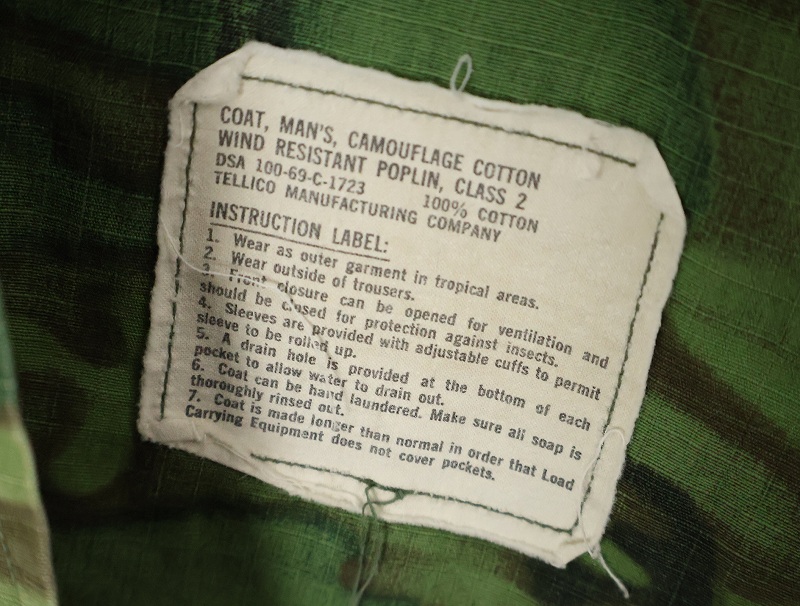 COAT, MAN'S, CAMOUFLAGE COTTON
WIND RESISTANT POPLIN, CLASS 2
DSA 100-69-C-1723 100% COTTON
TELLICO MANUFACTURING COMPANY
INSTRUCTION LABEL:
1. Wear as outer garment in tropical areas.
2. Wear outside of trousers.
3. Front closure can be opened for ventilation and
should be closed for protection against insects.
4. Sleeves are provided with adjustable cuffs to permit
sleeve to be rolled up.
5. A drain hole is provided at the bottom of each
pocket to allow water to drain out.
6. Coat can be hand laundered. Make sure all soap is
thoroughly rinsed out.
7. Coat is made longer than normal in order that Load
Carrying Equipment does not cover pockets.